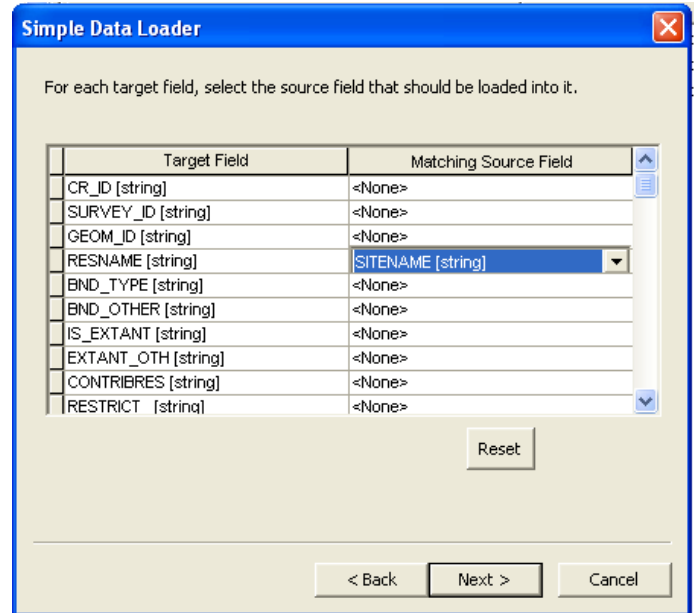 Simple Data Loader
For each target field, select the source field that should be loaded into it.
Target Field Matching Source Field
CR_ID [string] <None>
SURVEY_ID [string] <None>
GEOM_ID [string] <None>
RESNAME [string] SITENAME [string]
BND_TYPE [string] <None>
BND_OTHER [string] <None>
IS_EXTANT [string] <None>
EXTANT_OTH [string] <None>
CONTRIBRES [string] <None>
RESTRICT_ [string] <None>
Reset
< Back Next > Cancel